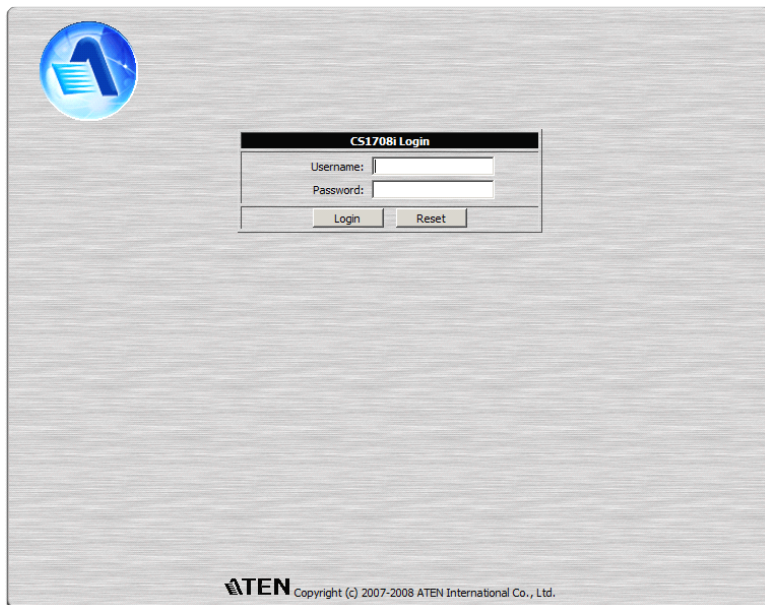 CS1708i Login
Username:
Password:
Login Reset
ATEN Copyright (c) 2007-2008 ATEN International Co., Ltd.